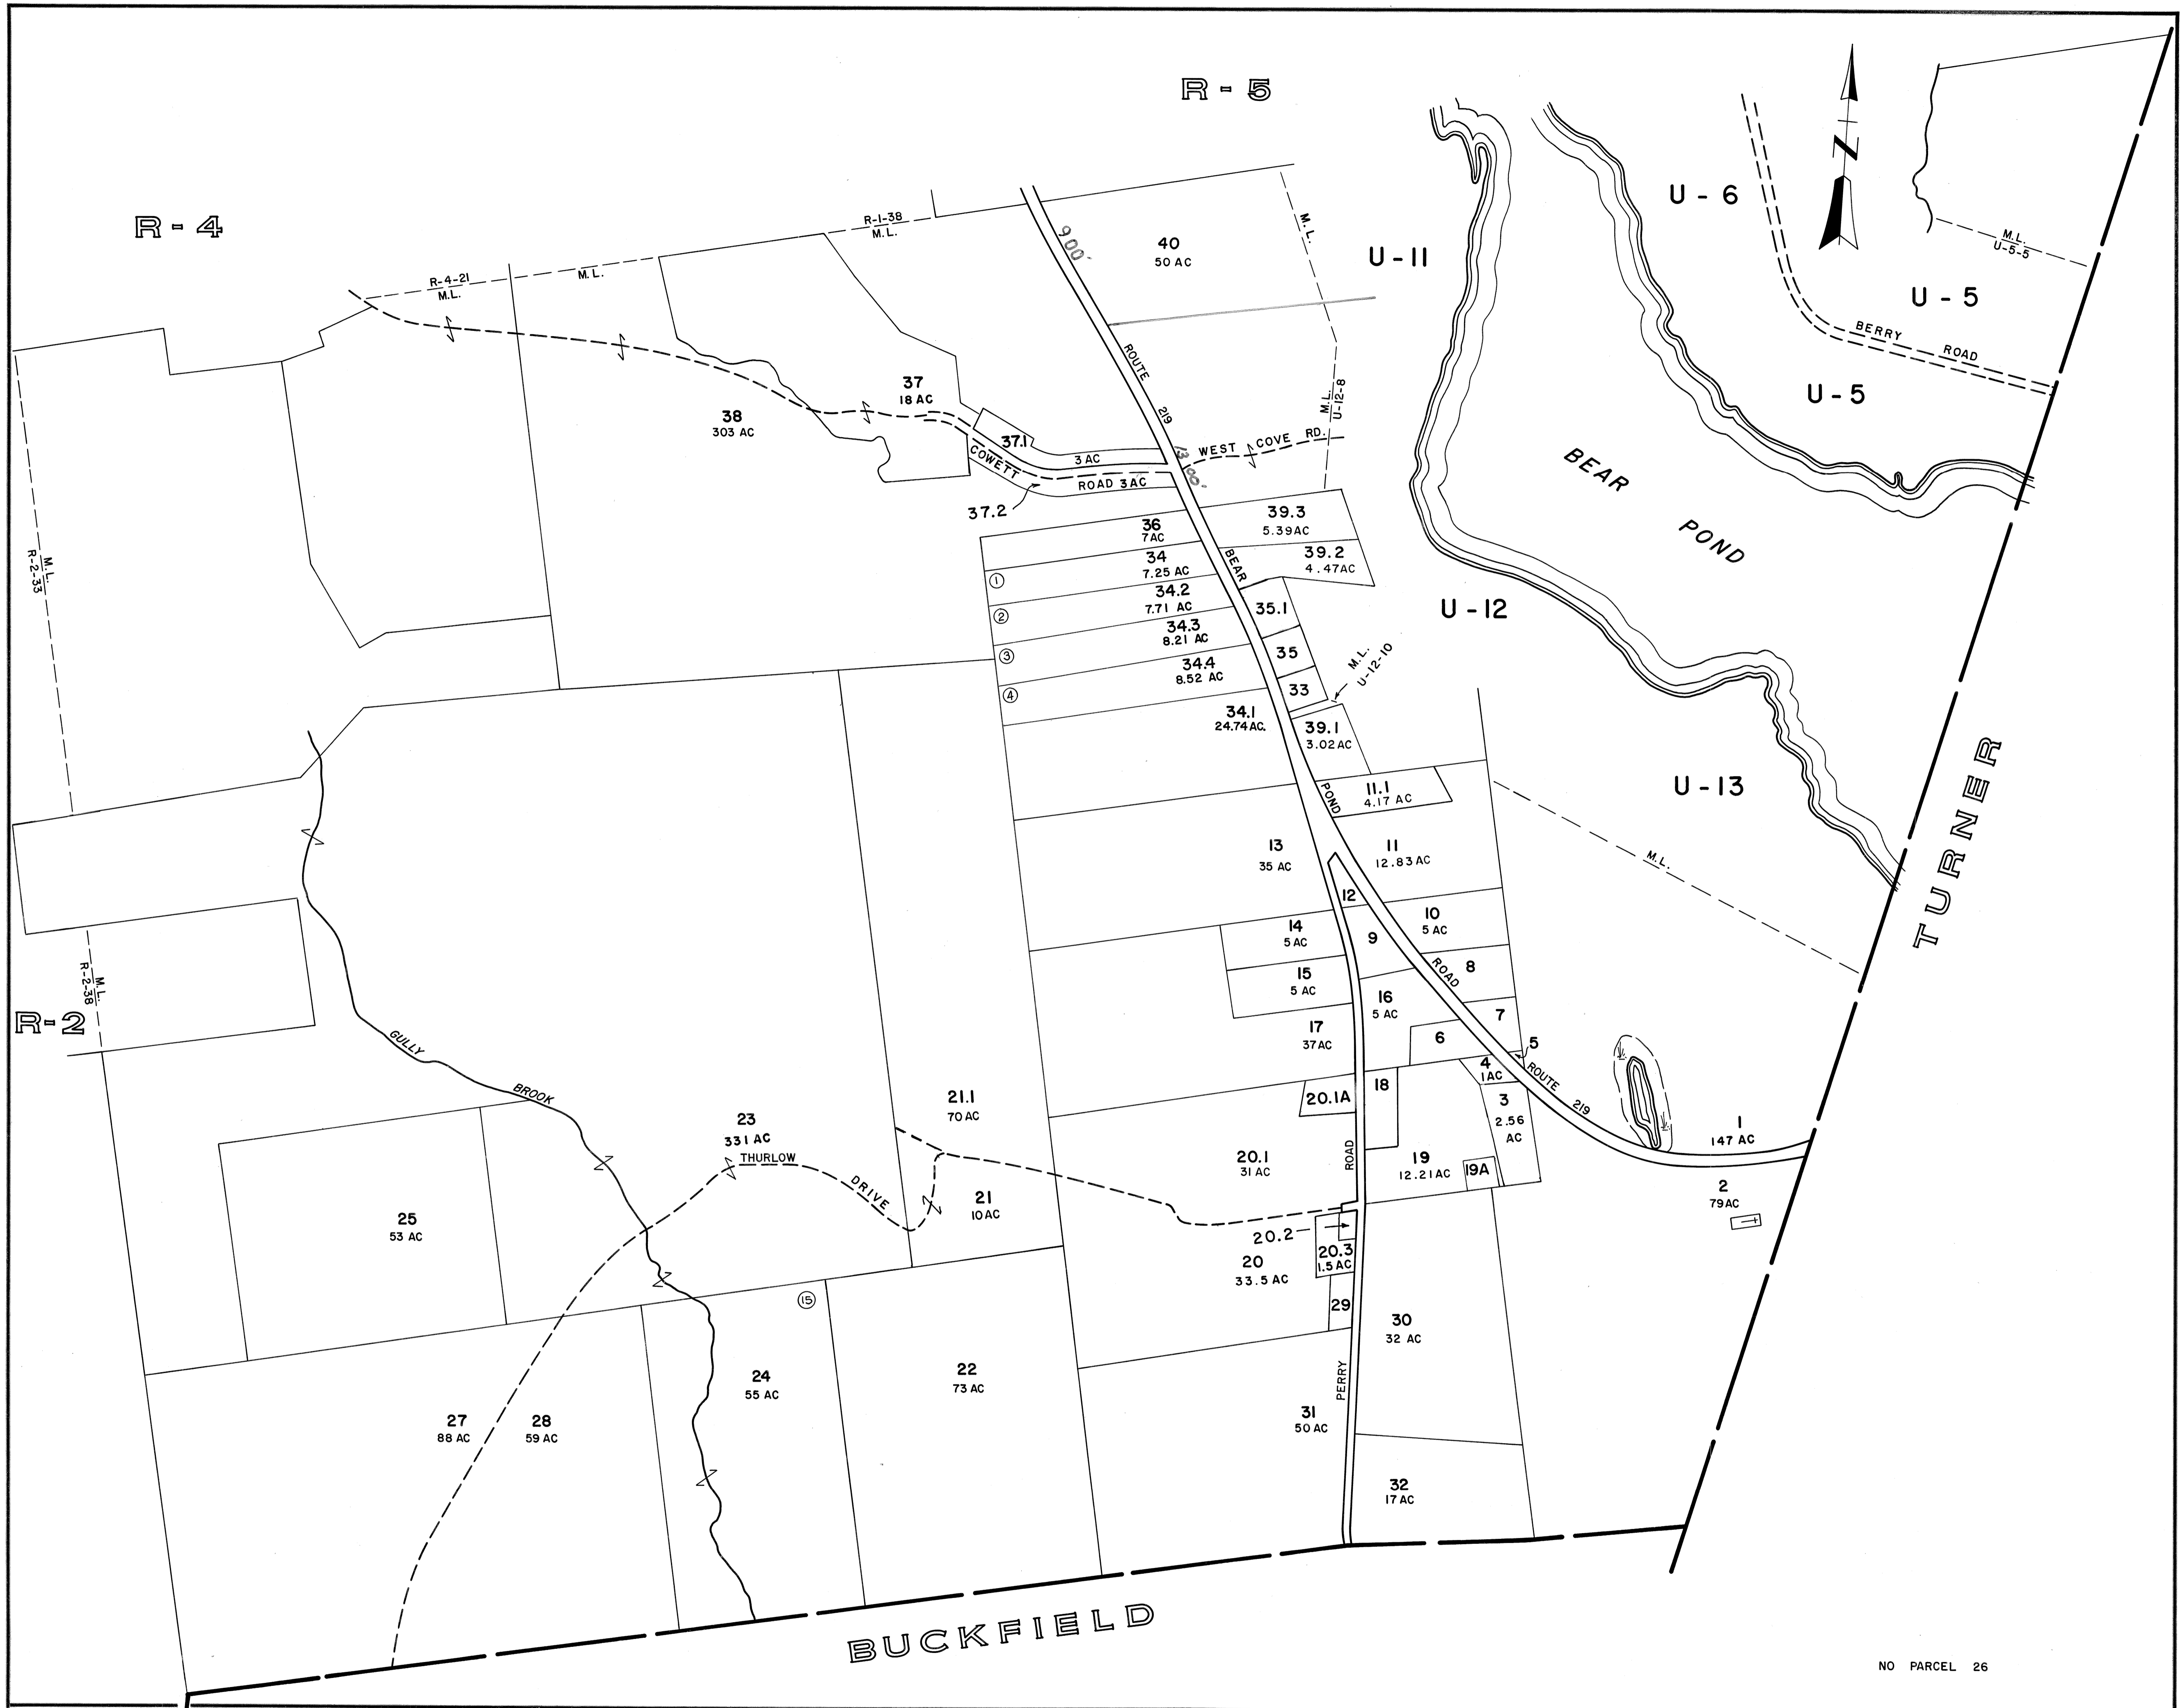 R - 5
R - 4
U - 6
N
R-1-38
M.L.
M.L.
900'
40
50 AC
U - 11
M.L.
U-5-5
R-4-21
M.L.
M.L.
U - 5
BERRY ROAD
U - 5
ROUTE 219
37
18 AC
38
303 AC
M.L.
U-12-8
37.1
3 AC
COWETT ROAD 3 AC
37.2
WEST COVE RD.
BEAR POND
36
7 AC
39.3
5.39 AC
34
7.25 AC
39.2
4.47 AC
1
BEAR
34.2
7.71 AC
2
35.1
U - 12
34.3
8.21 AC
3
35
M.L.
U-12-10
34.4
8.52 AC
4
33
34.1
24.74 AC.
39.1
3.02 AC
M.L.
R-2-33
POND
11.1
4.17 AC
U - 13
TURNER
13
35 AC
11
12.83 AC
M.L.
12
10
5 AC
14
5 AC
9
8
ROAD
15
5 AC
16
5 AC
7
M.L.
R-2-38
R-2
17
37 AC
6
5
4
1 AC
ROUTE 219
GULLY BROOK
18
20.1A
3
2.56
AC
1
147 AC
21.1
70 AC
23
331 AC
THURLOW DRIVE
20.1
31 AC
ROAD
19
12.21 AC
19A
2
79 AC
21
10 AC
25
53 AC
20.2
20.3
1.5 AC
20
33.5 AC
15
29
30
32 AC
24
55 AC
22
73 AC
PERRY
27
88 AC
28
59 AC
31
50 AC
32
17 AC
BUCKFIELD
NO PARCEL 26